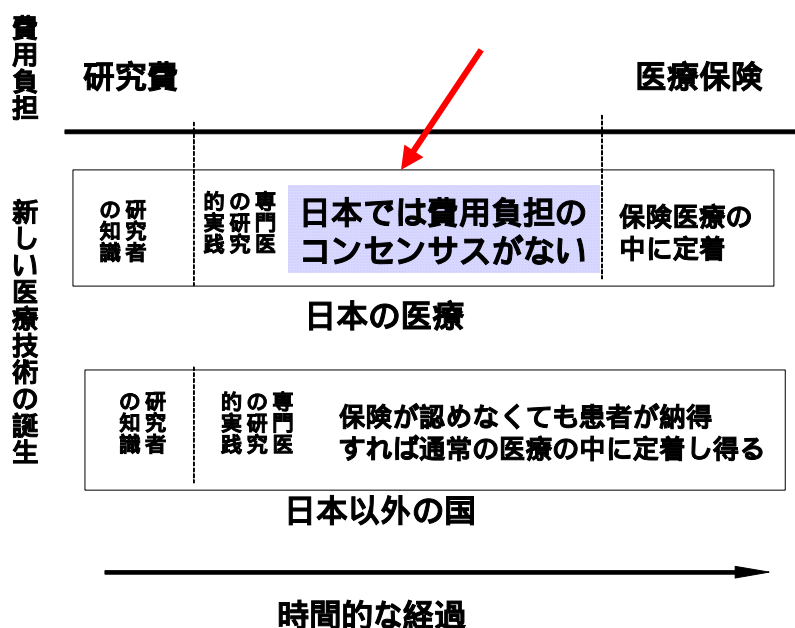 費用負担
研究費
医療保険
新しい医療技術の誕生
研究者
の知識
専門医
の研究
的実践
日本では費用負担の
コンセンサスがない
保険医療の
中に定着
日本の医療
研究者
の知識
専門医
の研究
的実践
保険が認めなくても患者が納得
すれば通常の医療の中に定着し得る
日本以外の国
時間的な経過